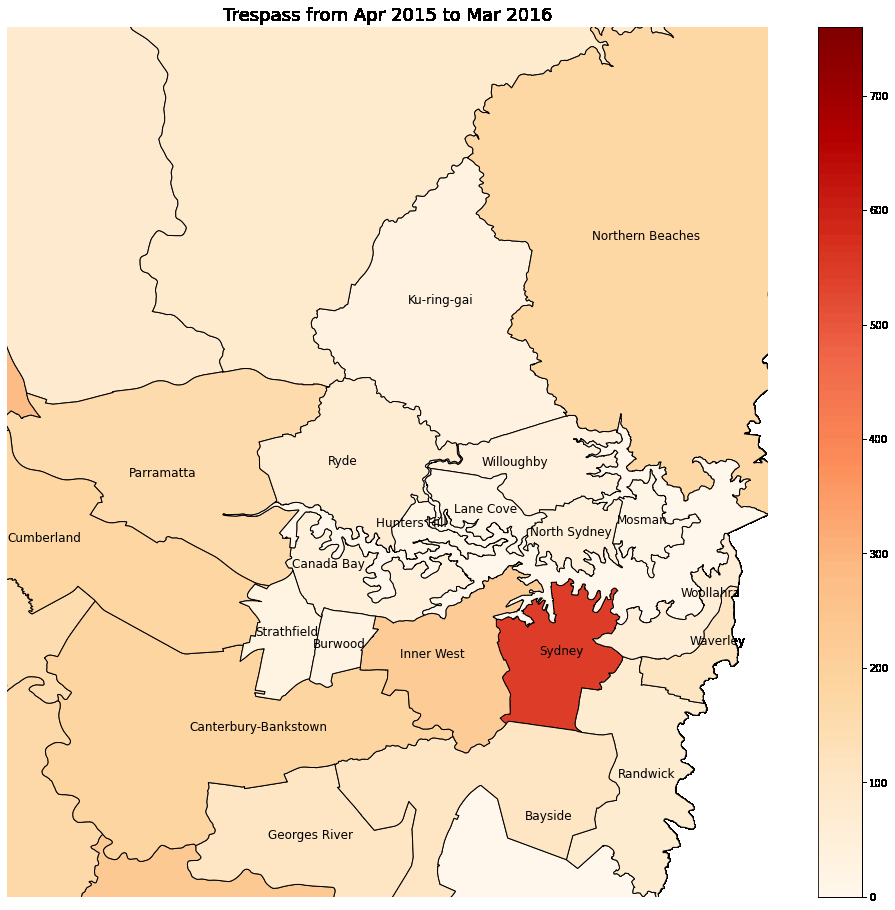 Trespass from Apr 2015 to Mar 2016
700
600
500
400
300
200
100
0
Northern Beaches
Ku-ring-gai
Ryde
Willoughby
Parramatta
Lane Cove
Hunters Hill
Mosman
North Sydney
Cumberland
Canada Bay
Woollahra
Strathfield
Burwood
Waverley
Inner West
Sydney
Canterbury-Bankstown
Randwick
Bayside
Georges River